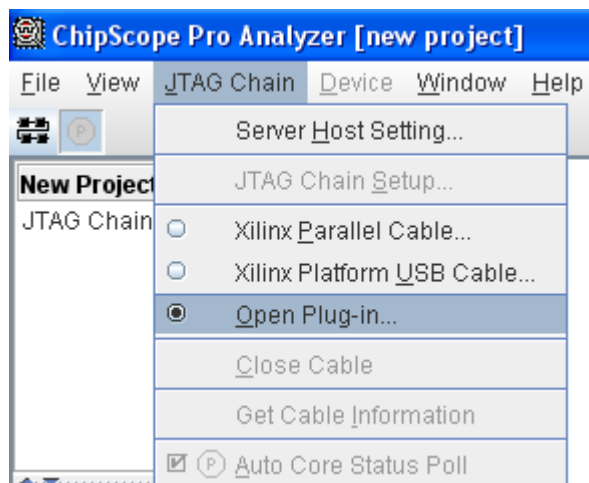 ChipScope Pro Analyzer [new project]
File View JTAG Chain Device Window Help
P
Server Host Setting...
New Project
JTAG Chain Setup...
JTAG Chain
Xilinx Parallel Cable...
Xilinx Platform USB Cable...
Open Plug-in...
Close Cable
Get Cable Information
P Auto Core Status Poll